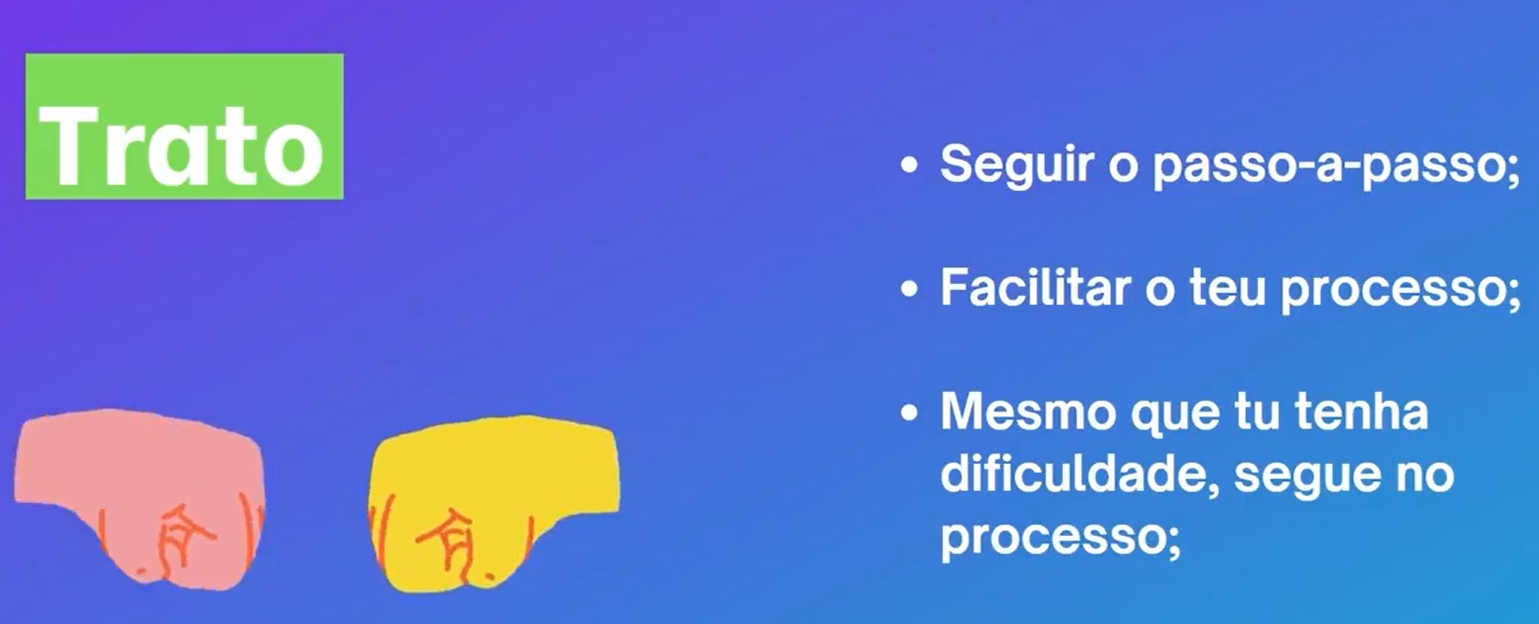 Trato
• Seguir o passo-a-passo;
• Facilitar o teu processo;
• Mesmo que tu tenha
dificuldade, segue no
processo;